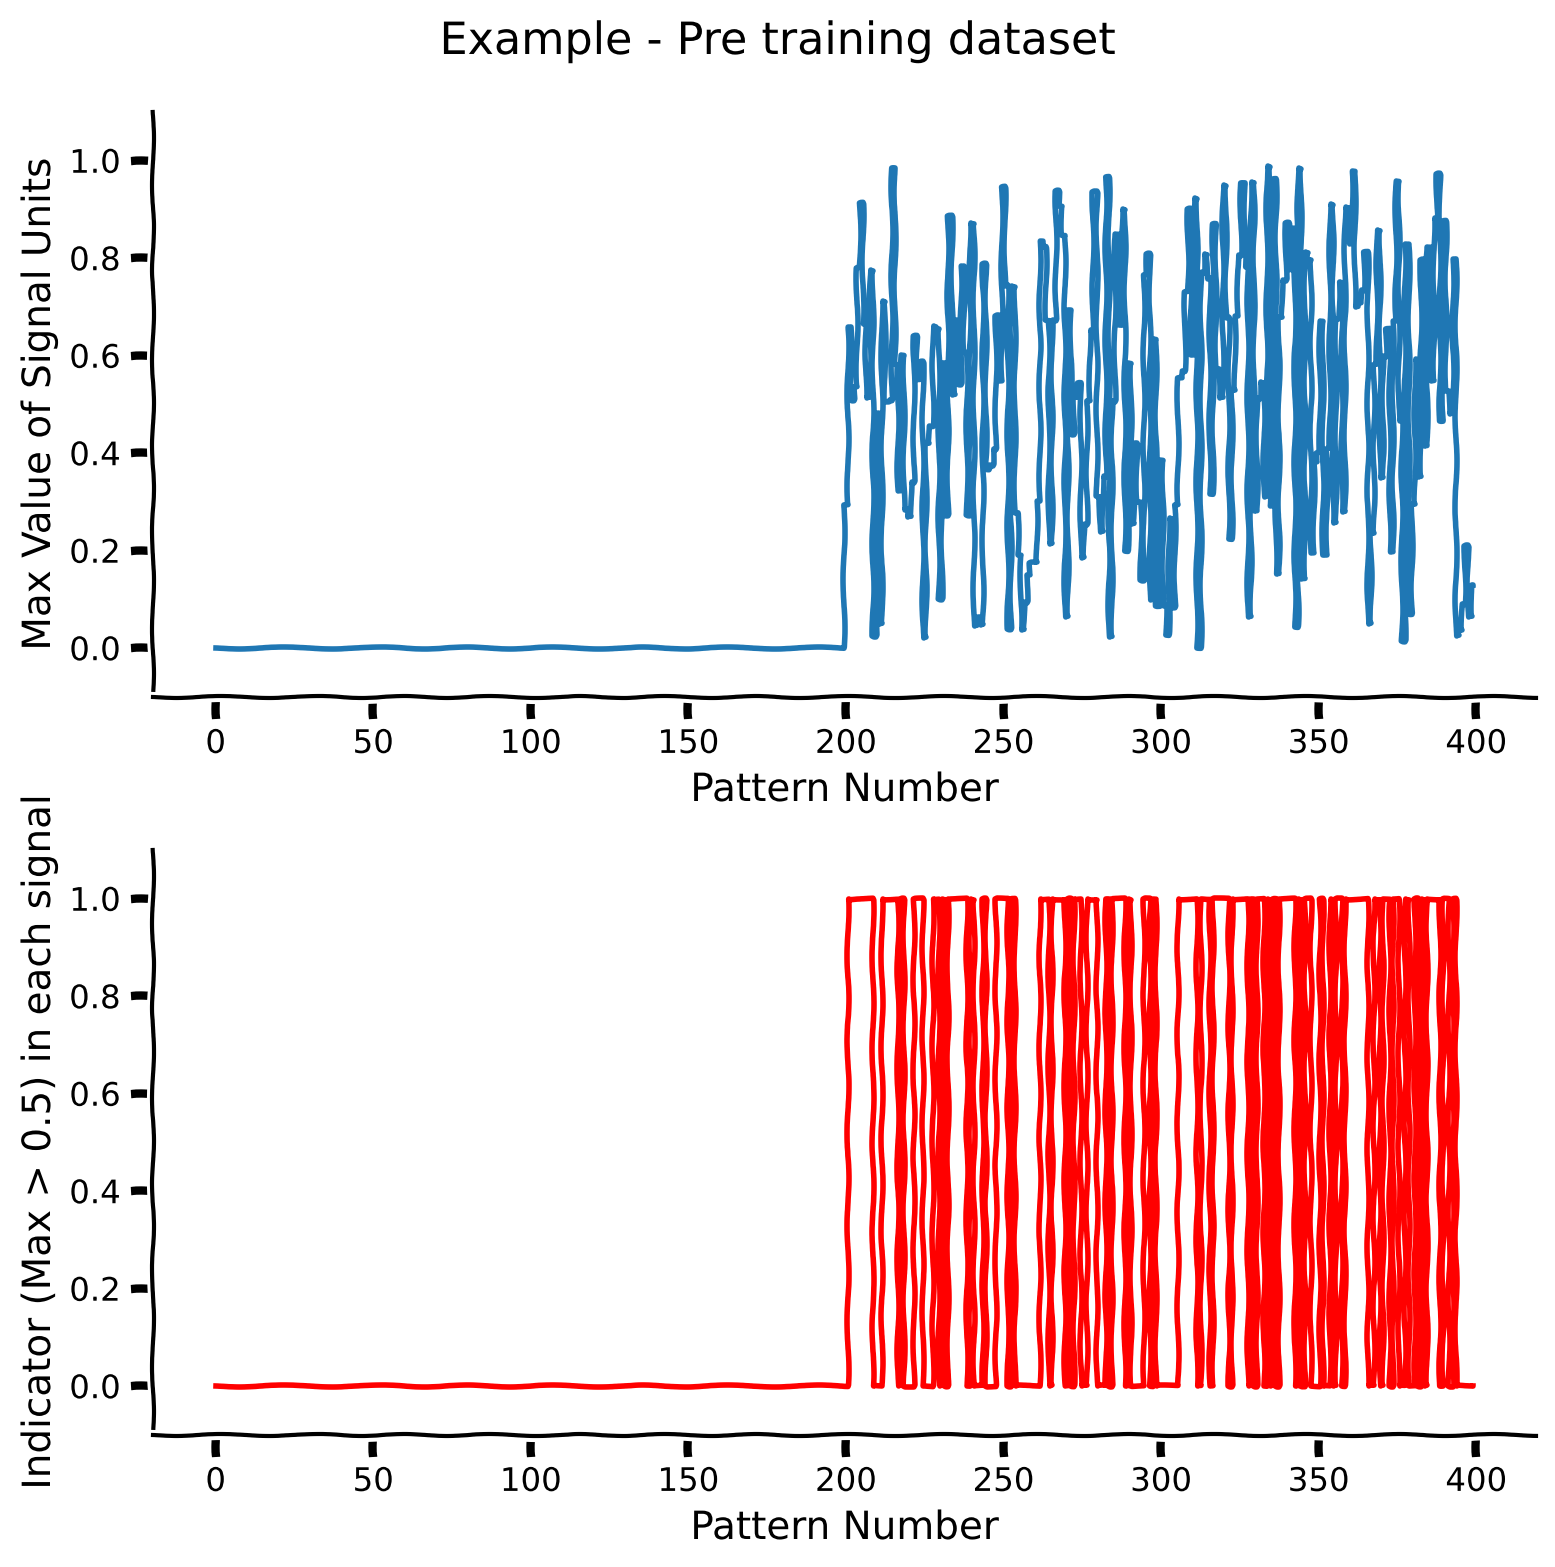 Example - Pre training dataset
Max Value of Signal Units
1.0
0.8
0.6
0.4
0.2
0.0
0 50 100 150 200 250 300 350 400
Pattern Number
Indicator (Max > 0.5) in each signal
1.0
0.8
0.6
0.4
0.2
0.0
0 50 100 150 200 250 300 350 400
Pattern Number